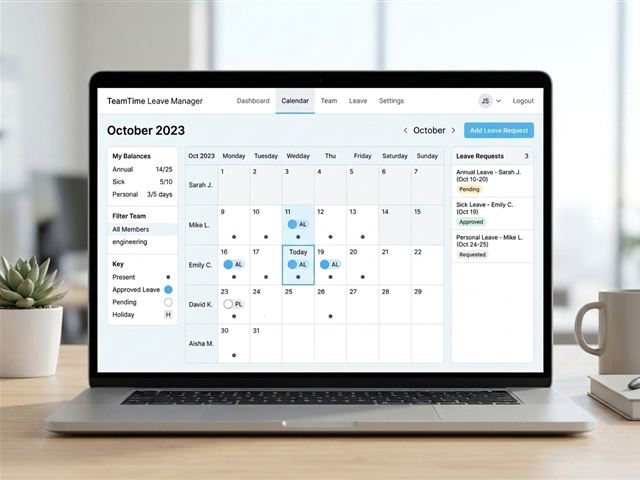 TeamTime Leave Manager
Dashboard Calendar Team Leave Settings
JS Logout
October 2023
October
Add Leave Request
My Balances
Annual 14/25
Sick 5/10
Personal 3/5 days
Filter Team
All Members
engineering
Key
Present
Approved Leave
Pending
Holiday H
Oct 2023 Monday Tuesday Wedday Thu Friday Saturday Sunday
Sarah J. 1 2 3 4 5 6 7
Mike L. 9 10 11 12 13 14 15
AL
Emily C. 16 17 Today 19 20 21 22
AL AL AL
David K. 23 24 25 26 27 28 29
PL
Aisha M. 30 31
Leave Requests 3
Annual Leave - Sarah J.
(Oct 10-20)
Pending
Sick Leave - Emily C.
(Oct 19)
Approved
Personal Leave - Mike L.
(Oct 24-25)
Requested